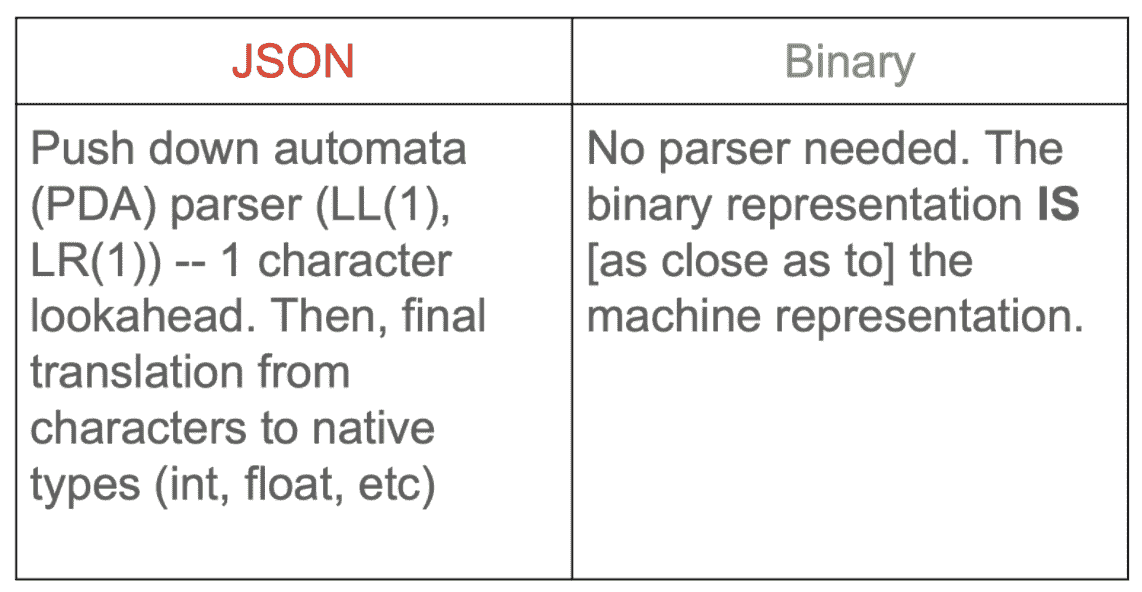 JSON
Push down automata
(PDA) parser (LL(1),
LR(1)) -- 1 character
lookahead. Then, final
translation from
characters to native
types (int, float, etc)
Binary
No parser needed. The
binary representation IS
[as close as to] the
machine representation.